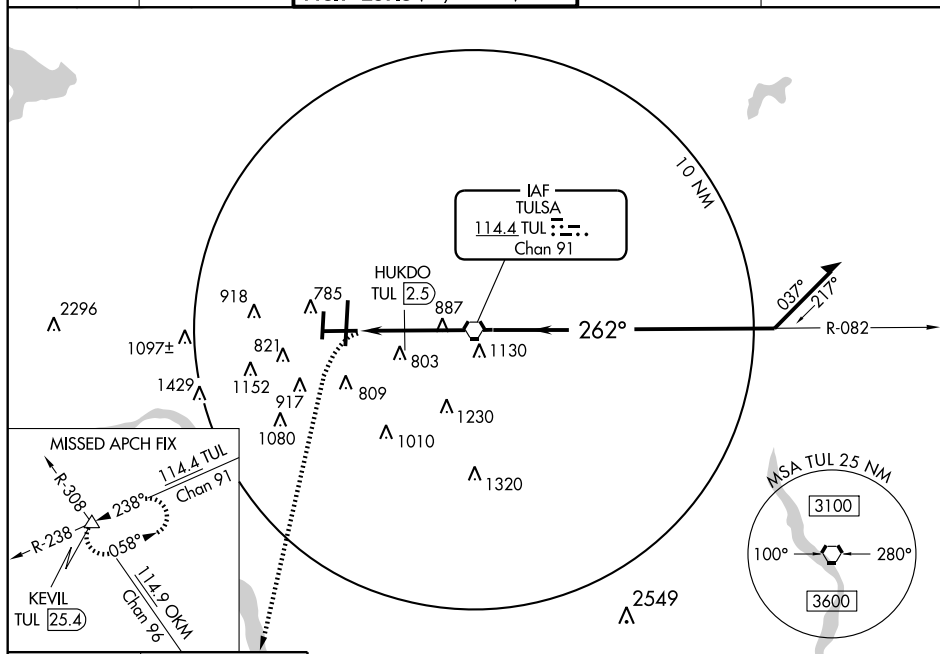 10 NM
IAF
TULSA
114.4 TUL
Chan 91
HUKDO
TUL 2.5
037°
217°
262°
R-082
2296
918
785
887
1097±
821
803
1130
1429
1152
917
809
1230
1080
1010
1320
2549
MISSED APCH FIX
R-308
114.4 TUL
Chan 91
238°
R-238
058°
KEVIL
TUL 25.4
114.9 OKM
Chan 96
MSA TUL 25 NM
3100
100°
280°
3600